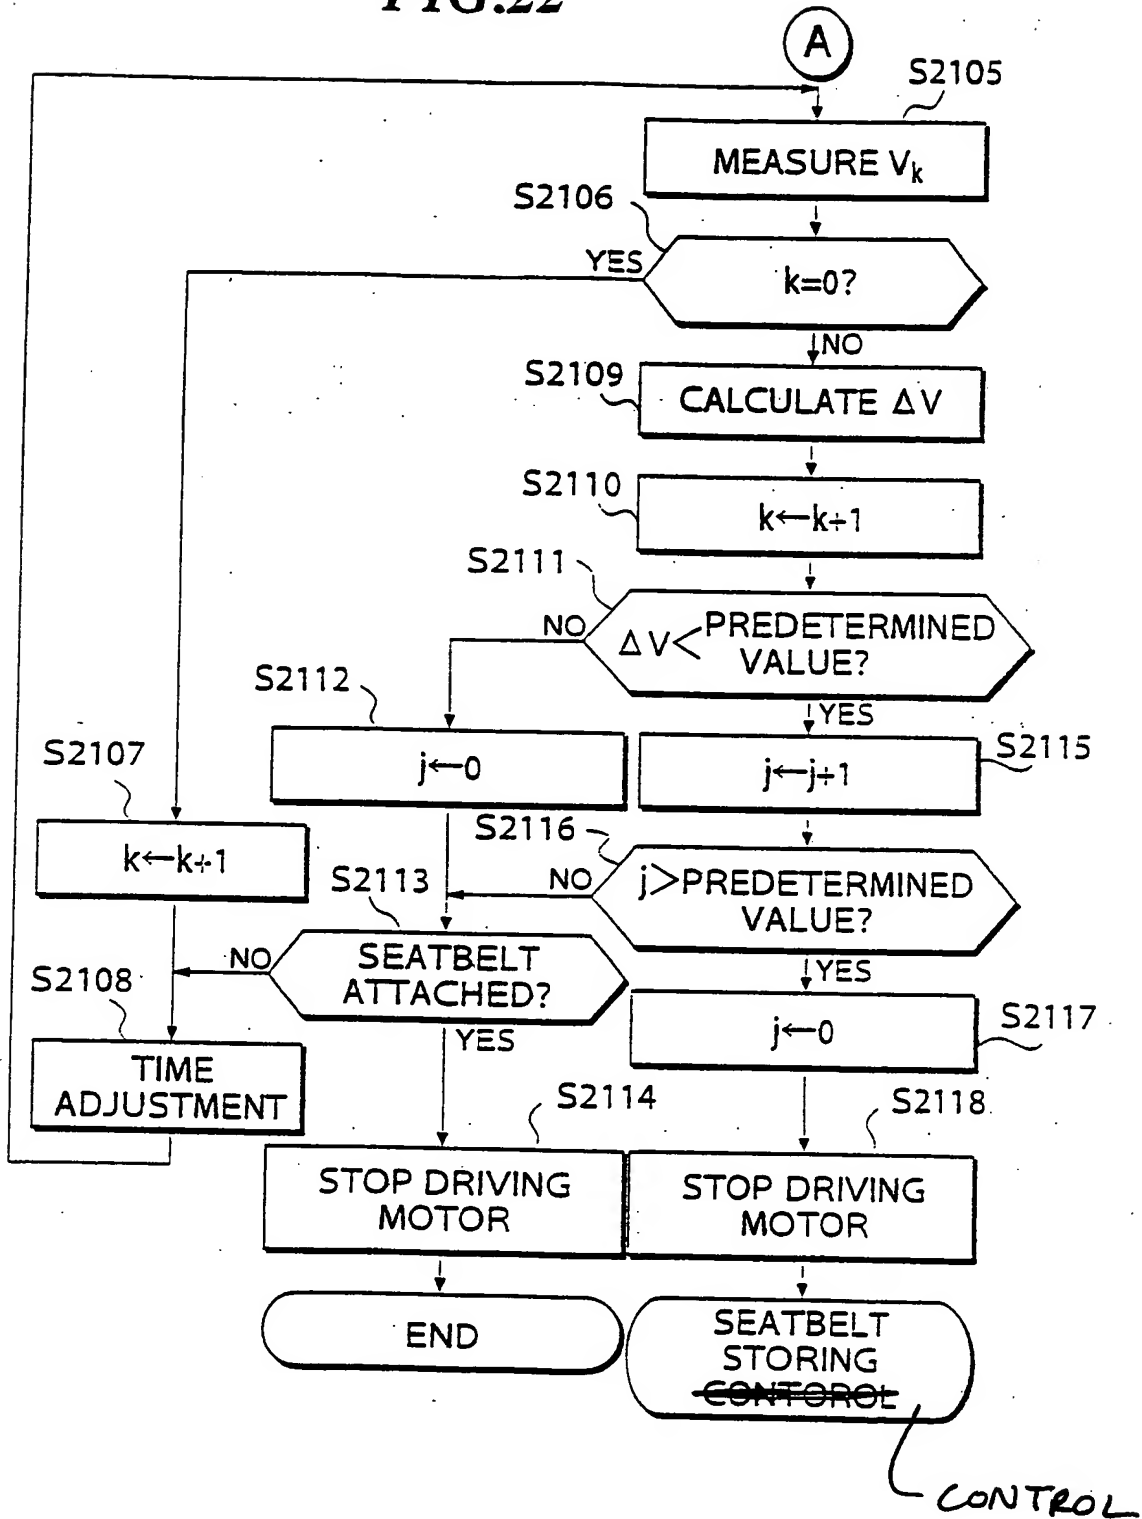 FIG.22
A
S2105
MEASURE Vk
S2106
YES
k=0?
NO
S2109
CALCULATE ΔV
S2110
k←k+1
S2111
NO
ΔV< PREDETERMINED
VALUE?
YES
S2112
j←0
S2115
j←j+1
S2107
k←k+1
S2116
NO
j>PREDETERMINED
VALUE?
YES
S2113
NO
SEATBELT
ATTACHED?
YES
S2108
TIME
ADJUSTMENT
S2117
j←0
S2114
STOP DRIVING
MOTOR
S2118
STOP DRIVING
MOTOR
END
SEATBELT
STORING
CONTOROL
CONTROL